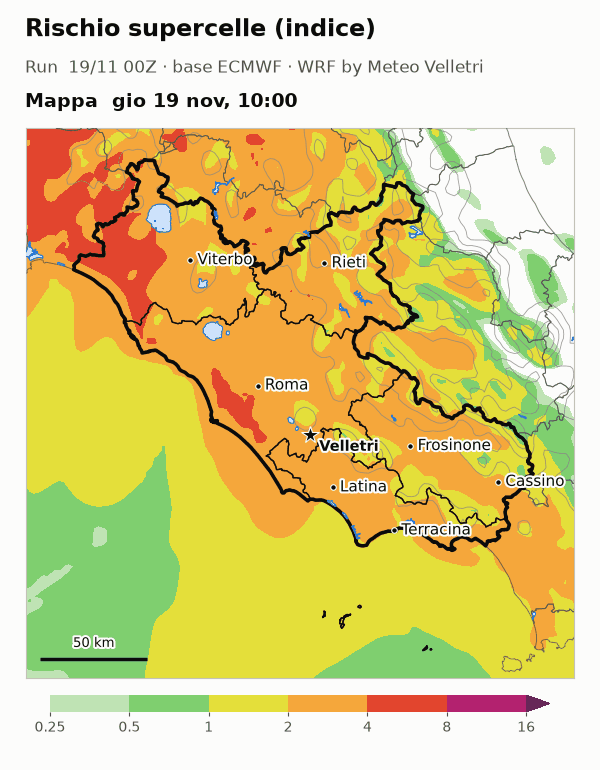 Rischio supercelle (indice)
Run  19/11 00Z · base ECMWF · WRF by Meteo Velletri
Mappa  gio 19 nov, 10:00
Viterbo
Rieti
Roma
Velletri
Frosinone
Latina
Cassino
Terracina
50 km
0.25 0.5 1 2 4 8 16